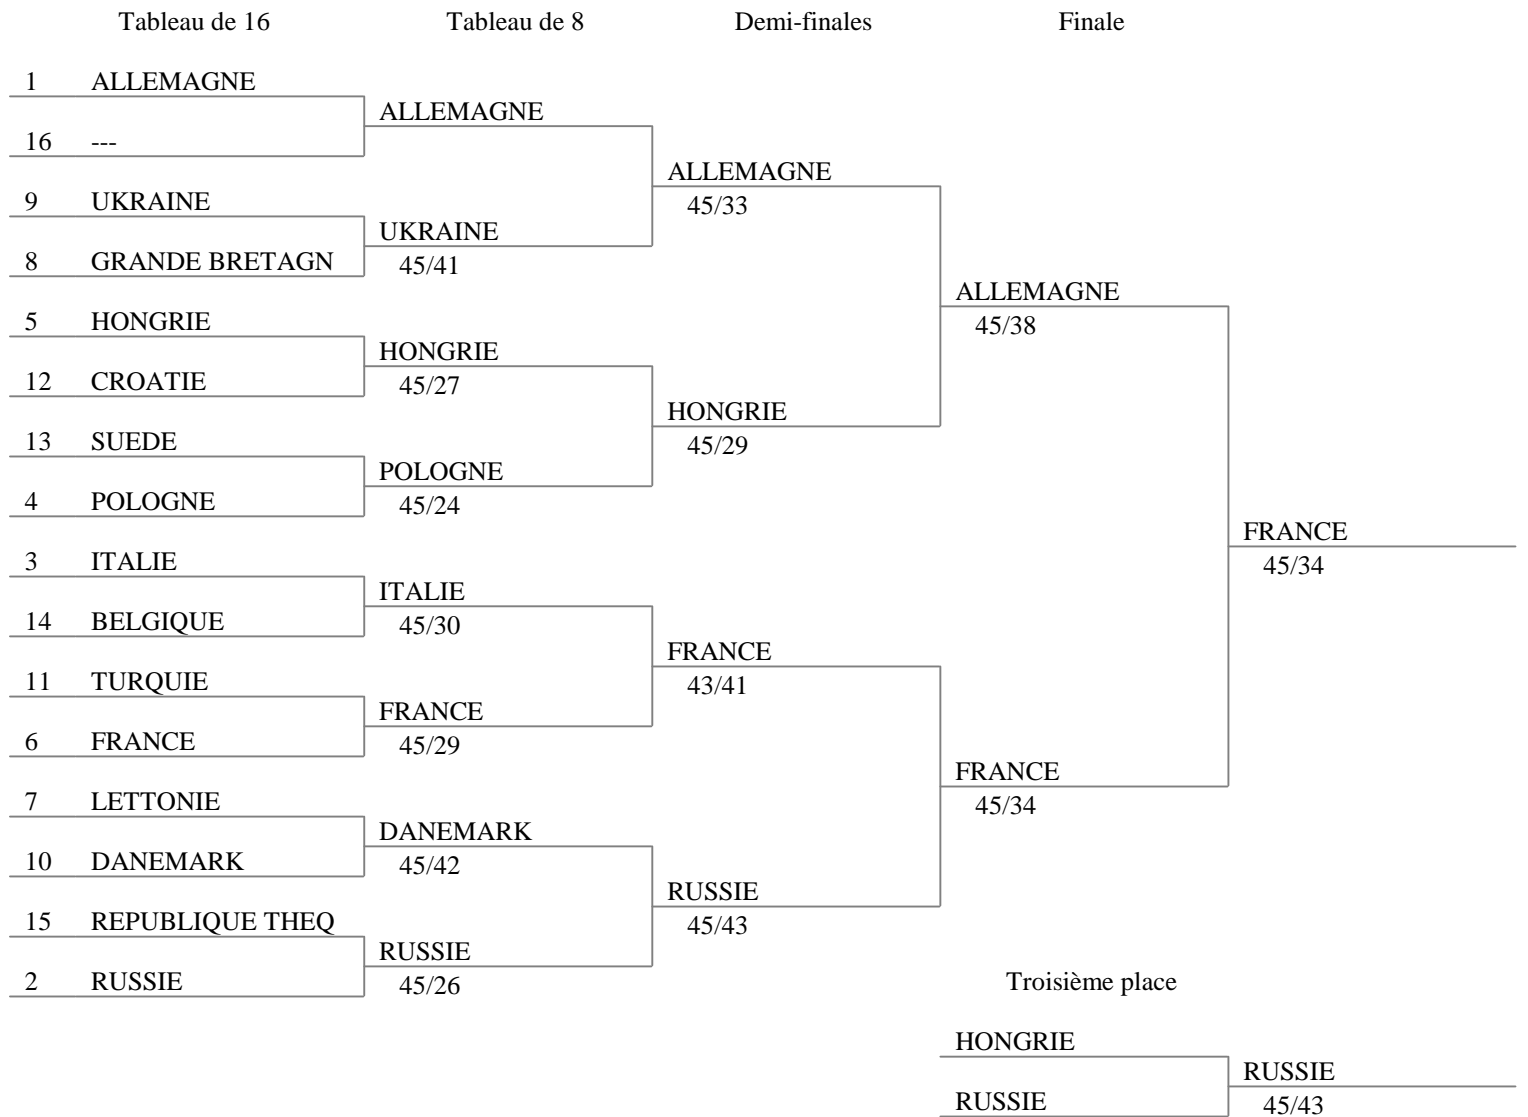 Tableau de 16 Tableau de 8 Demi-finales Finale
1 ALLEMAGNE
ALLEMAGNE
16 ---
ALLEMAGNE
9 UKRAINE
45/33
UKRAINE
8 GRANDE BRETAGN
45/41
ALLEMAGNE
5 HONGRIE
45/38
HONGRIE
12 CROATIE
45/27
HONGRIE
13 SUEDE
45/29
POLOGNE
4 POLOGNE
45/24
FRANCE
3 ITALIE
45/34
ITALIE
14 BELGIQUE
45/30
FRANCE
11 TURQUIE
43/41
FRANCE
6 FRANCE
45/29
FRANCE
7 LETTONIE
45/34
DANEMARK
10 DANEMARK
45/42
RUSSIE
15 REPUBLIQUE THEQ
45/43
RUSSIE
2 RUSSIE
45/26
Troisième place
HONGRIE
RUSSIE
RUSSIE
45/43